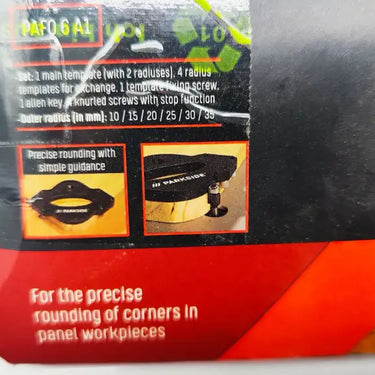 PAFO 6 A1
-Set: 1 main template (with 2 radiuses), 4 radius
templates for exchange, 1 template fixing screw,
1 allen key, 4 knurled screws with stop function
-Outer radius (in mm): 10 / 15 / 20 / 25 / 30 / 35
Precise rounding with
simple guidance
/// PARKSIDE
/// PARKSIDE
For the precise
rounding of corners in
panel workpieces